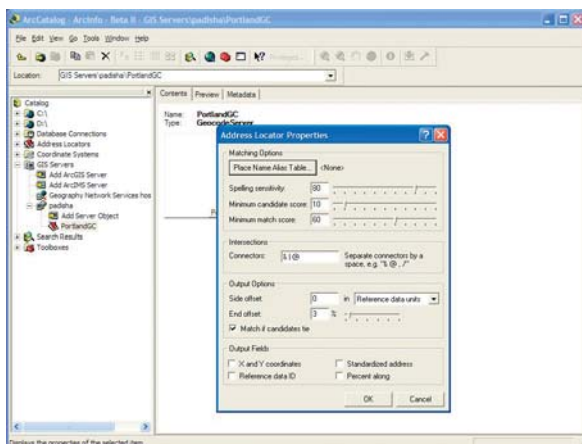 ArcCatalog - ArcInfo - Beta II - GIS Servers\padisha\PortlandGC
File Edit View Go Tools Window Help
Location: GIS Servers\padisha\PortlandGC
Catalog
C:\
D:\
Database Connections
Address Locators
Coordinate Systems
GIS Servers
Add ArcGIS Server
Add ArcIMS Server
Geography Network Services hos
padisha
Add Server Object
PortlandGC
Search Results
Toolboxes
Contents Preview Metadata
Name: PortlandGC
Type: GeocodeServer
Address Locator Properties
Matching Options
Place Name Alias Table... <None>
Spelling sensitivity: 80
Minimum candidate score: 10
Minimum match score: 60
Intersections
Connectors: & | @
Separate connectors by a
space, e.g. "& @ , /"
Output Options
Side offset: 0 in Reference data units
End offset: 3 %
Match if candidates tie
Output Fields
X and Y coordinates Standardized address
Reference data ID Percent along
OK Cancel
Displays the properties of the selected item